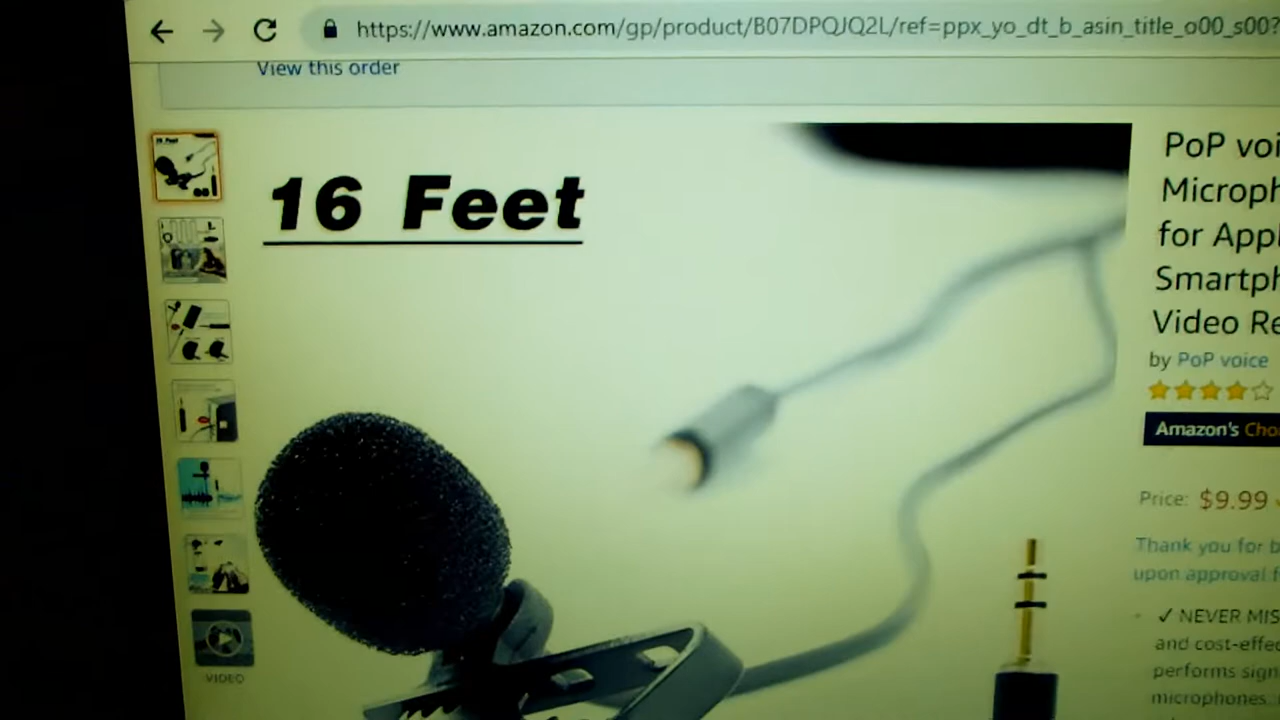 https://www.amazon.com/gp/product/B07DPQJQ2L/ref=ppx_yo_dt_b_asin_title_o00_s00?
View this order
16 Feet
PoP voi
Microph
for Appl
Smartph
Video Re
by PoP voice
Amazon's Cho
Price: $9.99
Thank you for b
upon approval f
✓ NEVER MIS
and cost-effe
performs sign
microphones.
VIDEO